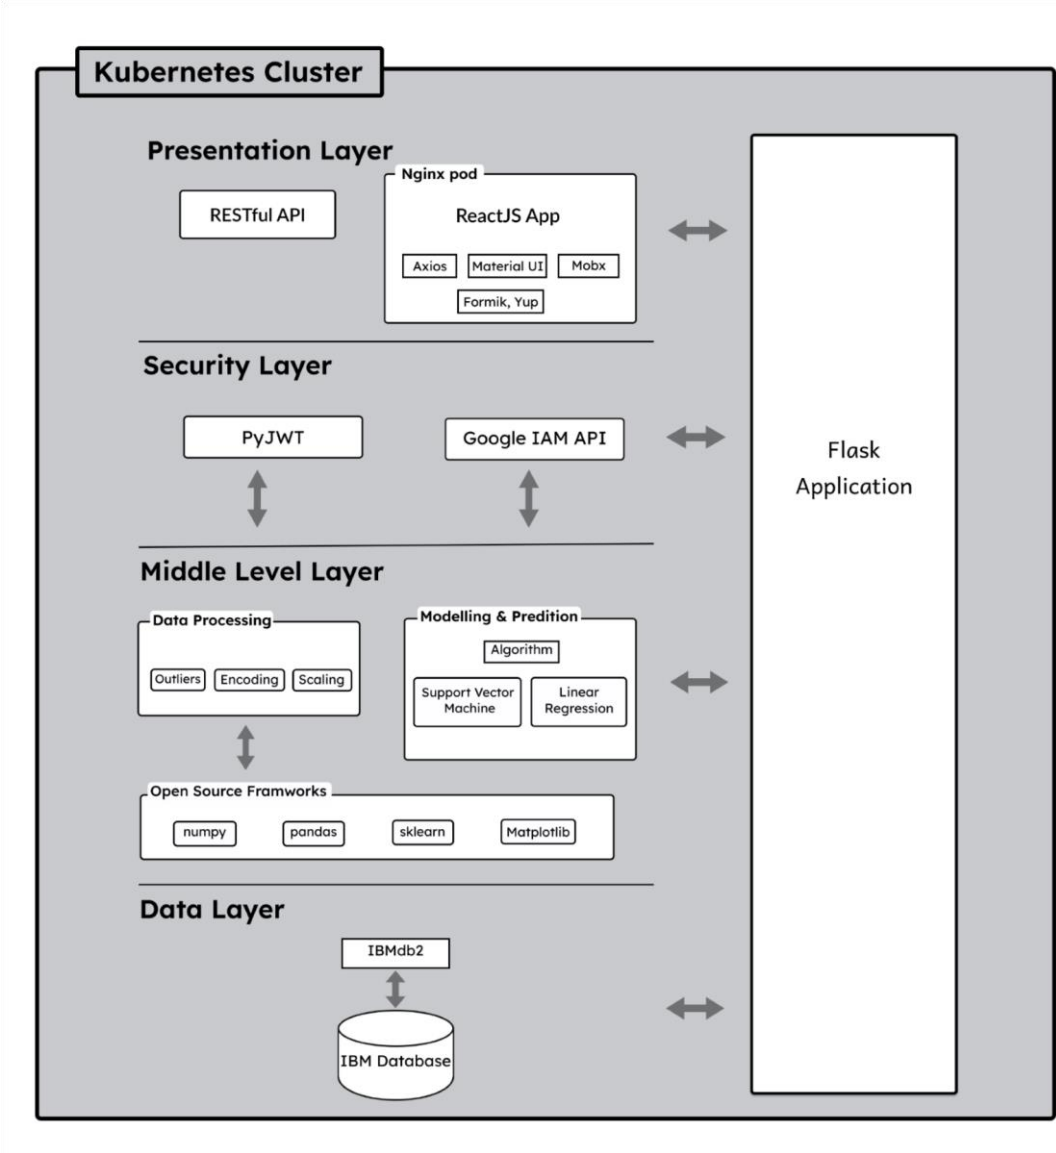 Kubernetes Cluster
Presentation Layer
RESTful API
Nginx pod
ReactJS App
Axios
Material UI
Mobx
Formik, Yup
Security Layer
PyJWT
Google IAM API
Flask
Application
Middle Level Layer
Data Processing
Outliers
Encoding
Scaling
Modelling & Predition
Algorithm
Support Vector
Machine
Linear
Regression
Open Source Framworks
numpy
pandas
sklearn
Matplotlib
Data Layer
IBMdb2
IBM Database